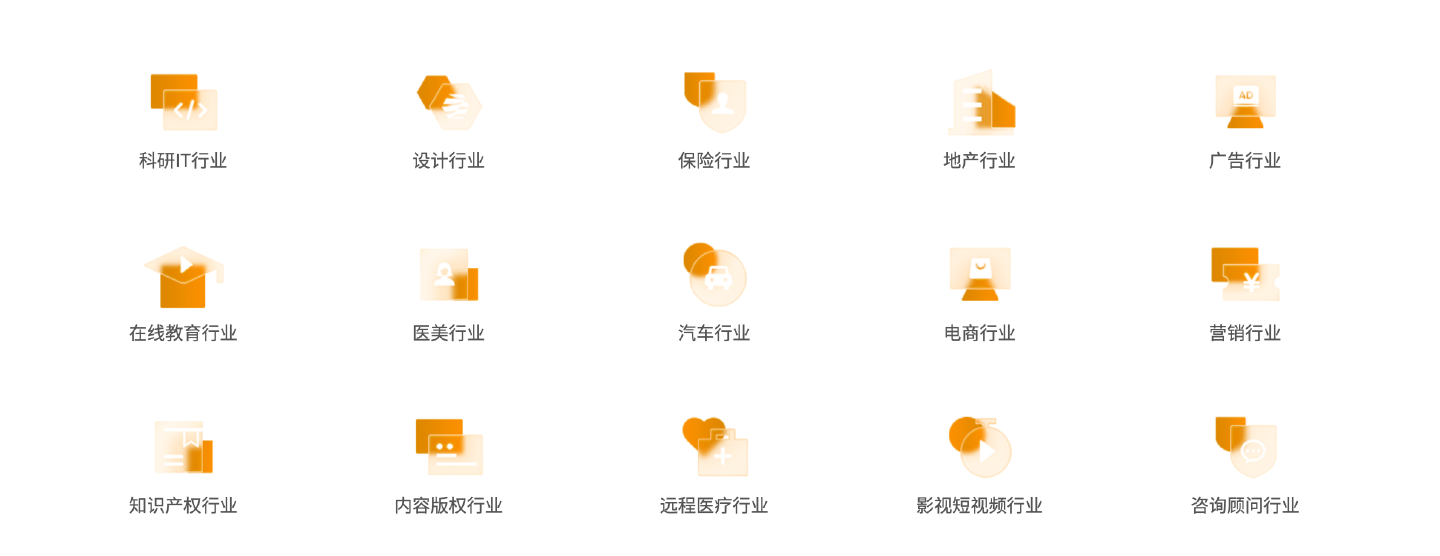 科研IT行业
设计行业
保险行业
地产行业
AD
广告行业
在线教育行业
医美行业
汽车行业
电商行业
¥
营销行业
知识产权行业
内容版权行业
远程医疗行业
影视短视频行业
咨询顾问行业